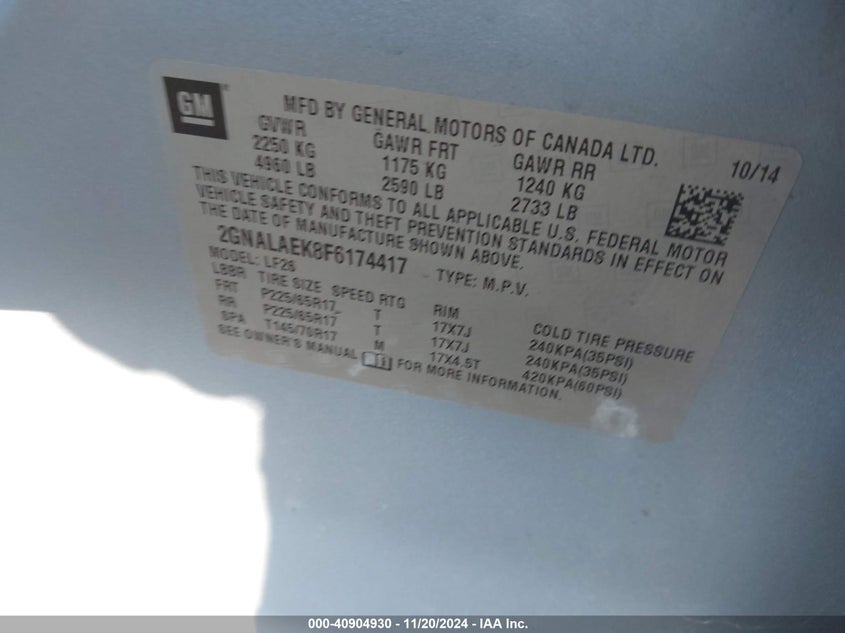 GM
MFD BY GENERAL MOTORS OF CANADA LTD.
10/14
GVWR GAWR FRT GAWR RR
2250 KG 1175 KG 1240 KG
4960 LB 2590 LB 2733 LB
THIS VEHICLE CONFORMS TO ALL APPLICABLE U.S. FEDERAL MOTOR
VEHICLE SAFETY AND THEFT PREVENTION STANDARDS IN EFFECT ON
THE DATE OF MANUFACTURE SHOWN ABOVE.
2GNALAEK8F6174417 TYPE: M.P.V.
MODEL: LF26
LBBR TIRE SIZE SPEED RTG RIM COLD TIRE PRESSURE
FRT P225/65R17 T 17X7J 240KPA(35PSI)
RR P225/65R17 T 17X7J 240KPA(35PSI)
SPA T145/70R17 M 17X4.5T 420KPA(60PSI)
SEE OWNER'S MANUAL FOR MORE INFORMATION.
000-40904930 - 11/20/2024 - IAA Inc.